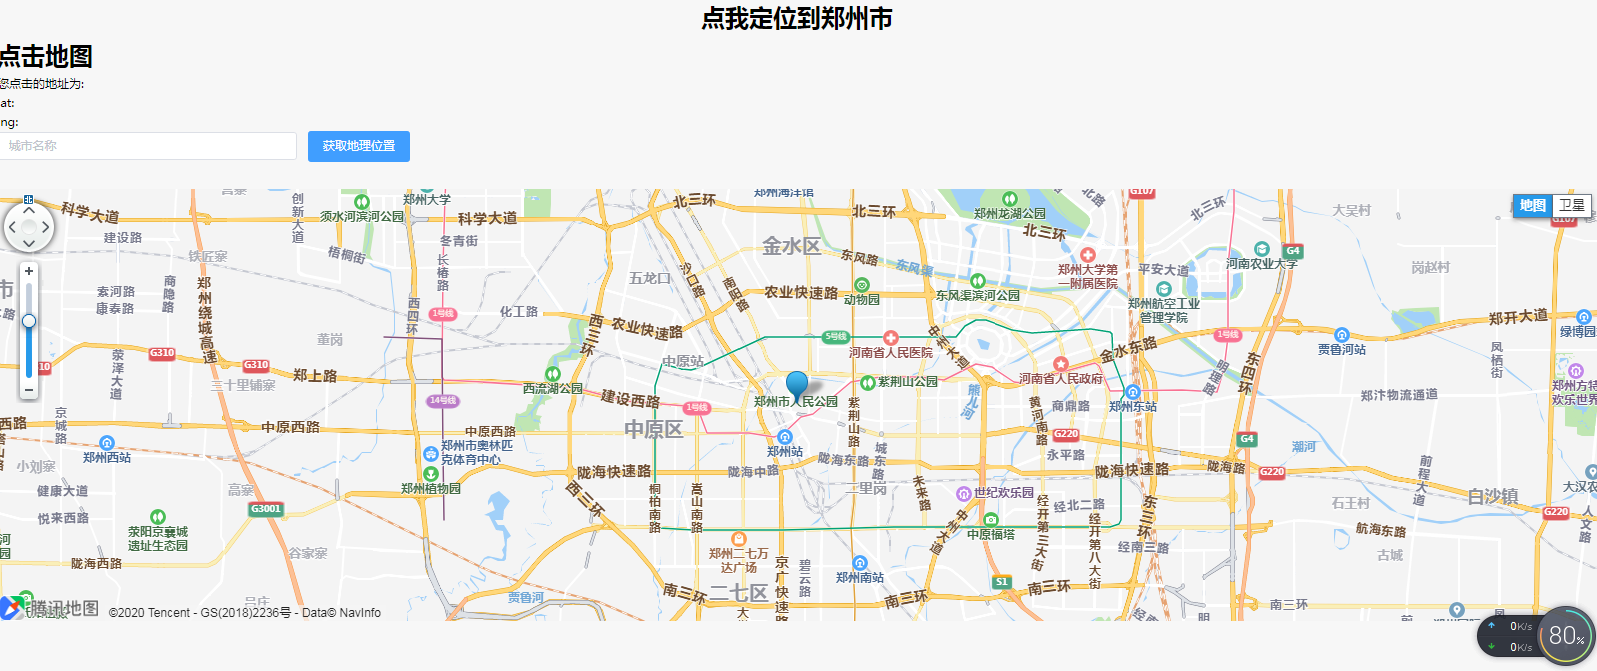 点我定位到郑州市
点击地图
您点击的地址为:
at:
ng:
城市名称
获取地理位置
北
科学大道
创新大道
须水河滨河公园
郑州大学
科学大道
北三环
郑州海洋馆
北三环
郑州龙湖公园
北三环
北路
G107
北三环
大吴村
地图
卫星
建设路
铁匠寨
梧桐街
冬青街
长椿路
金水区
东风路
东风渠
郑州大学第
一附属医院
平安大道
河南农业大学
G4
岗赵村
市
索河路
康泰路
商隐路
郑州绕城高速
西四环
1号线
化工路
五龙口
沙口路
南阳路
农业快速路
动物园
东风渠滨河公园
郑州航空工业
管理学院
郑开大道
绿博园
董岗
西三环
农业快速路
5号线
河南省人民医院
中州大道
金水东路
1号线
贾鲁河站
凤栖街
G310
G310
荥泽大道
三十里铺寨
郑上路
西流湖公园
中原站
紫荆山公园
河南省人民政府
明理路
东四环
郑州方特
欢乐世界
14号线
建设西路
1号线
郑州市人民公园
紫荆山路
熊儿河
黄河南路
商鼎路
郑州东站
郑汴物流通道
京城路
中原西路
中原西路
中原区
郑州西站
郑州市奥林匹
克体育中心
郑州站
G220
永平路
G4
潮河
小刘寨
高寨
郑州植物园
陇海快速路
陇海中路
陇海东路
城东路
二里岗
陇海快速路
陇海路
G220
前程大道
大汉农
健康大道
悦来西路
G3001
西三环
桐柏南路
嵩山南路
未来路
世纪欢乐园
经开第三大街
经北二路
经开第八大街
东三环
石王村
白沙镇
G220
荥阳京襄城
遗址生态园
谷家寨
郑州二七万
达广场
中州大道
中原福塔
经南三路
航海东路
古城
人文路
陇海西路
贾鲁河
南三环
二七区
京广快速路
碧云路
郑州南站
南三环
S1
南三环
南三环
腾讯地图
©2020 Tencent - GS(2018)2236号 - Data© NavInfo
0K/s
0K/s
80%